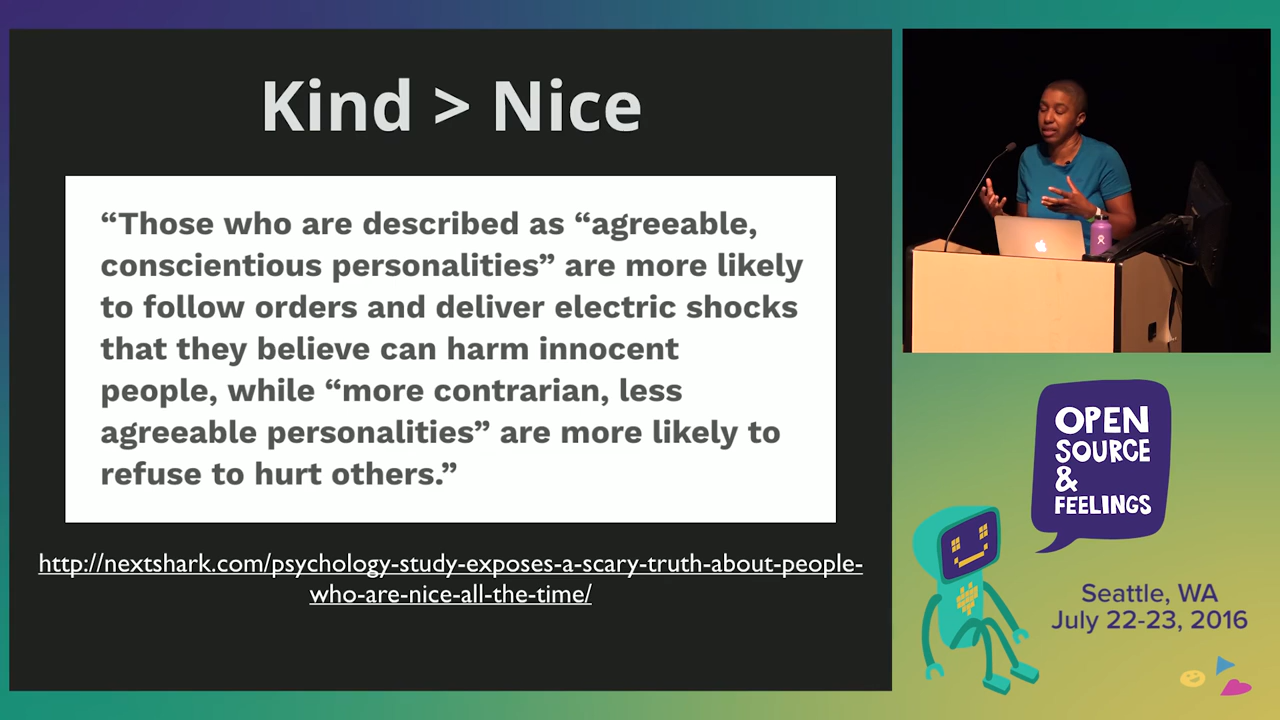 Kind > Nice
“Those who are described as “agreeable,
conscientious personalities” are more likely
to follow orders and deliver electric shocks
that they believe can harm innocent
people, while “more contrarian, less
agreeable personalities” are more likely to
refuse to hurt others.”
http://nextshark.com/psychology-study-exposes-a-scary-truth-about-people-
who-are-nice-all-the-time/
OPEN
SOURCE
&
FEELINGS
Seattle, WA
July 22-23, 2016